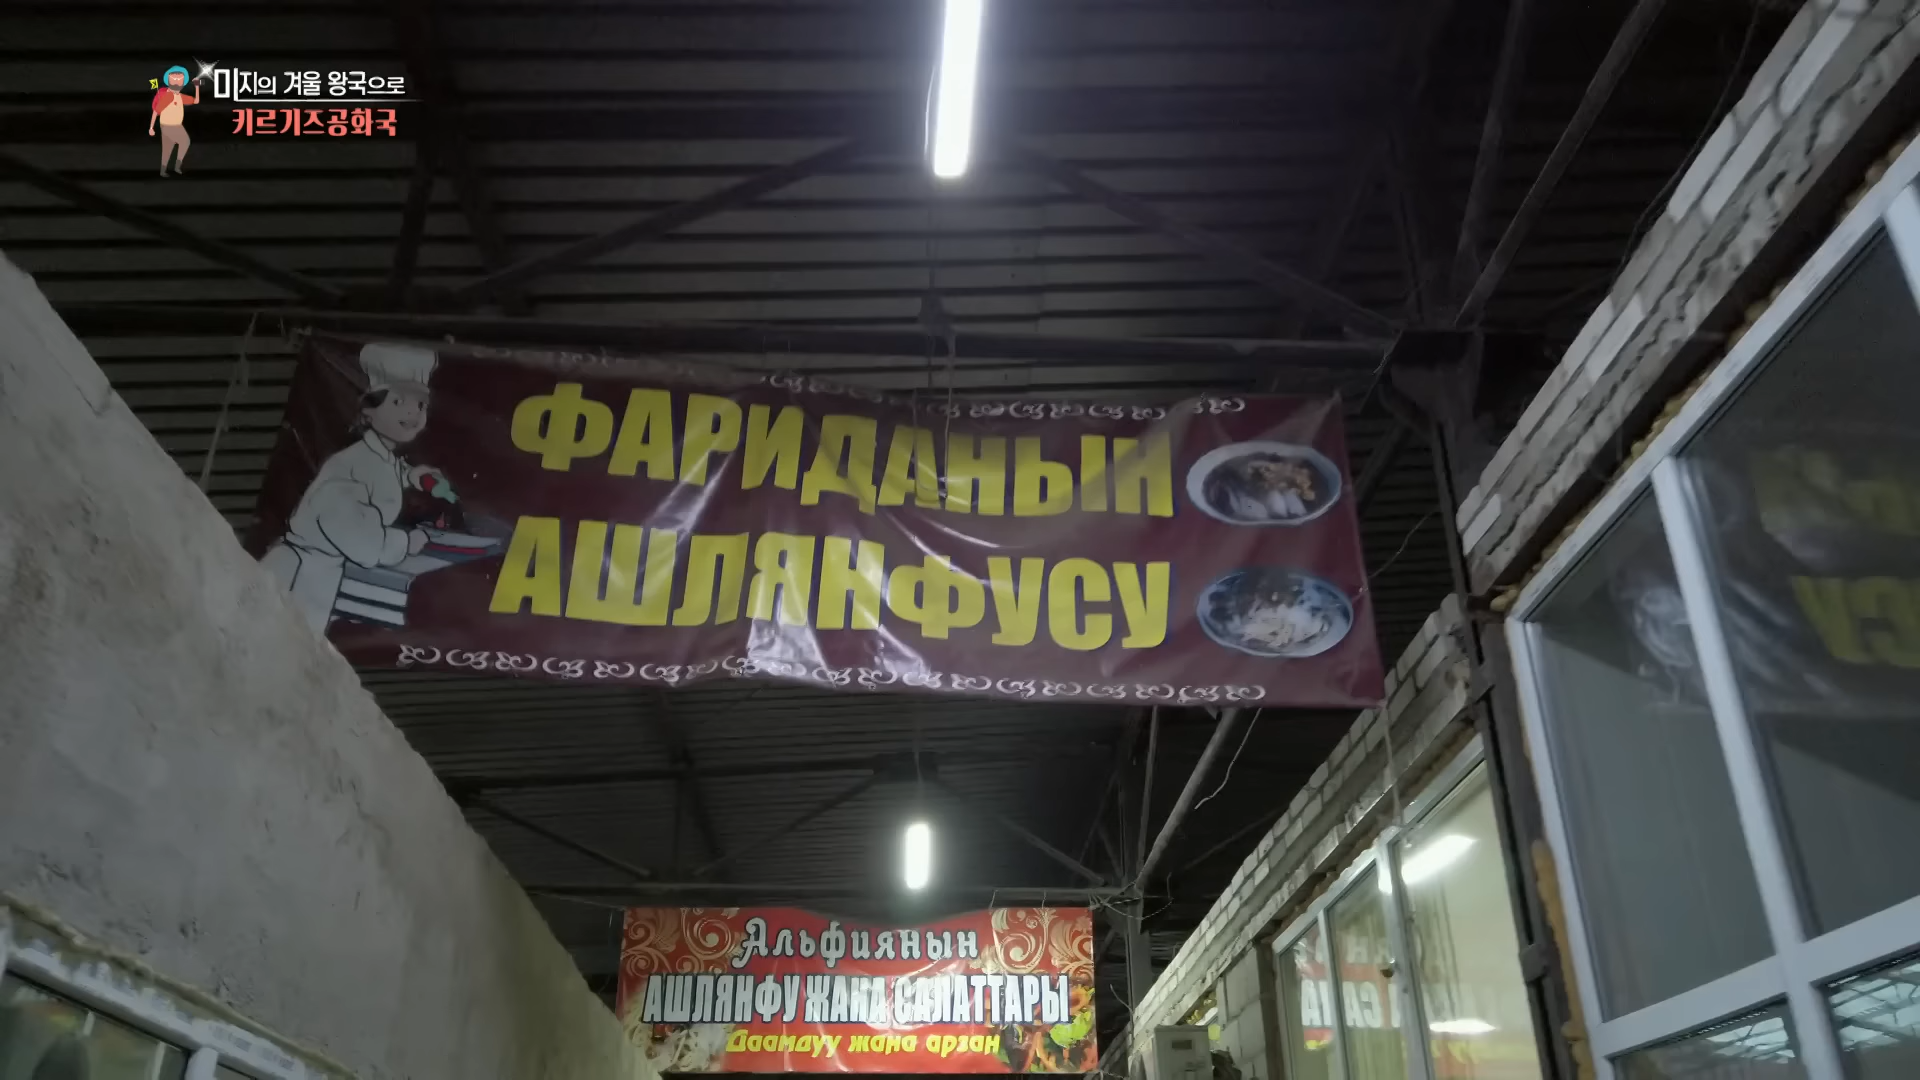 미지의 겨울 왕국으로
키르기즈공화국
ФАРИДАНЫН
АШЛЯНФУСУ
Альфиянын
АШЛЯНФУ ЖАНА САЛАТТАРЫ
Даамдуу жана арзан